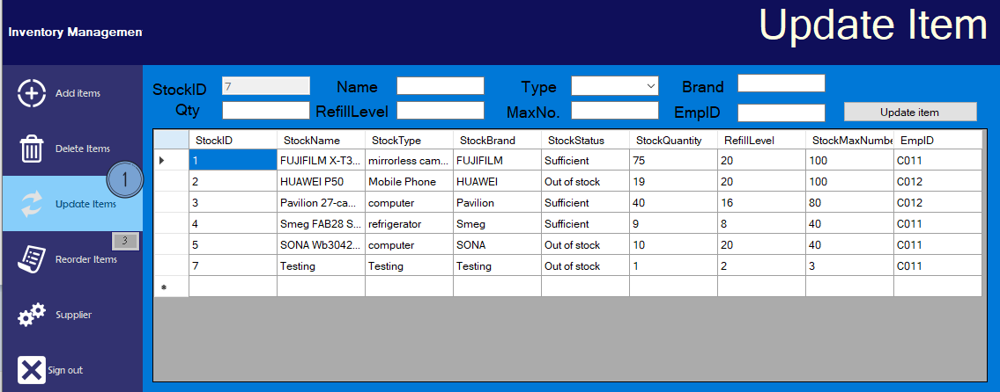 Inventory Managemen
Update Item
Add items
Delete Items
1
Update Items
3
Reorder Items
Supplier
Sign out
StockID 7 Name Type Brand
Qty RefillLevel MaxNo. EmpID Update item
StockID StockName StockType StockBrand StockStatus StockQuantity RefillLevel StockMaxNumbe EmpID
1 FUJIFILM X-T3... mirrorless cam... FUJIFILM Sufficient 75 20 100 C011
2 HUAWEI P50 Mobile Phone HUAWEI Out of stock 19 20 100 C012
3 Pavilion 27-ca... computer Pavilion Sufficient 40 16 80 C012
4 Smeg FAB28 S... refrigerator Smeg Sufficient 9 8 40 C011
5 SONA Wb3042... computer SONA Out of stock 10 20 40 C011
7 Testing Testing Testing Out of stock 1 2 3 C011